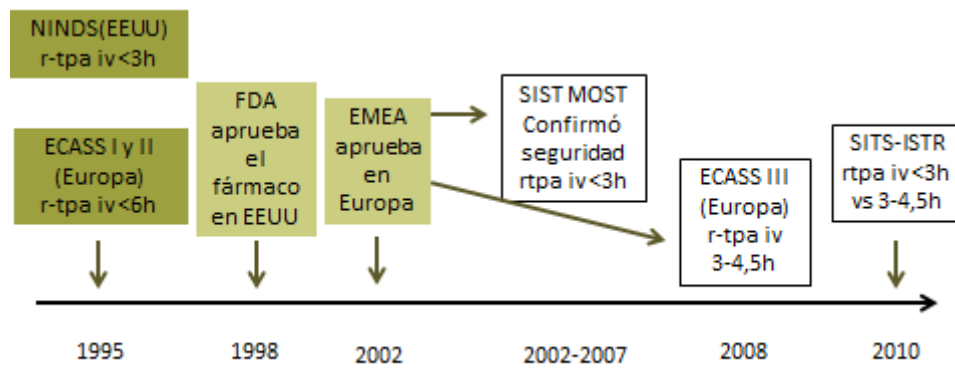 NINDS(EEUU)
r-tpa iv<3h
ECASS I y II
(Europa)
r-tpa iv<6h
FDA
aprueba
el
fármaco
en EEUU
EMEA
aprueba
en
Europa
SIST MOST
Confirmó
seguridad
rtpa iv<3h
ECASS III
(Europa)
r-tpa iv
3-4,5h
SITS-ISTR
rtpa iv<3h
vs 3-4,5h
1995
1998
2002
2002-2007
2008
2010